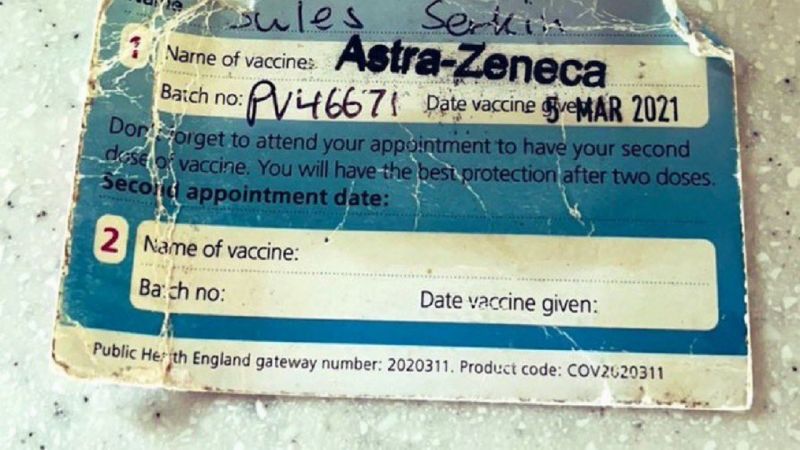 Serkin
1
Name of vaccine: Astra-Zeneca
Batch no: PV46671 Date vaccine given: 5 MAR 2021
Don't forget to attend your appointment to have your second
dose of vaccine. You will have the best protection after two doses.
Second appointment date:
2
Name of vaccine:
Batch no:
Date vaccine given:
Public Health England gateway number: 2020311. Product code: COV2020311